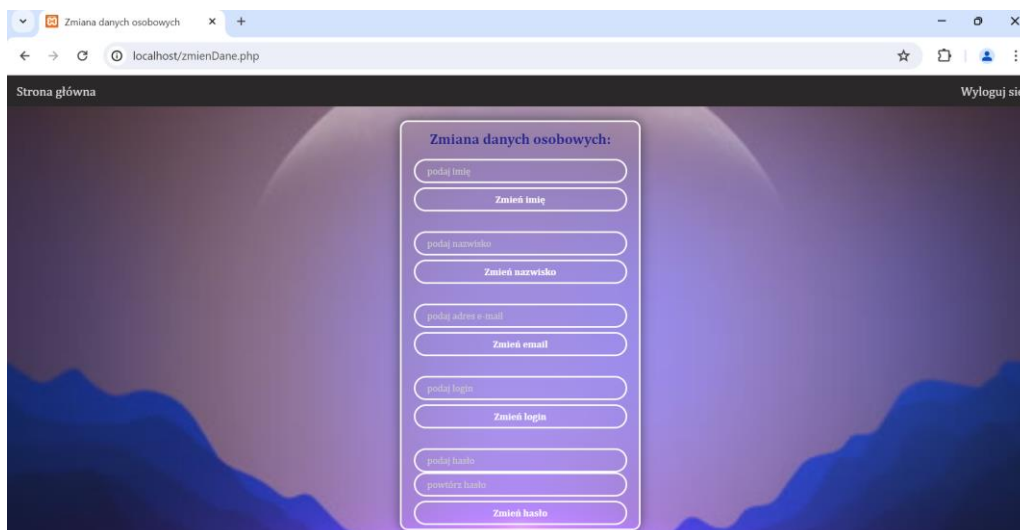 Zmiana danych osobowych
localhost/zmienDane.php
Strona główna
Wyloguj się
Zmiana danych osobowych:
podaj imię
Zmień imię
podaj nazwisko
Zmień nazwisko
podaj adres e-mail
Zmień email
podaj login
Zmień login
podaj hasło
powtórz hasło
Zmień hasło